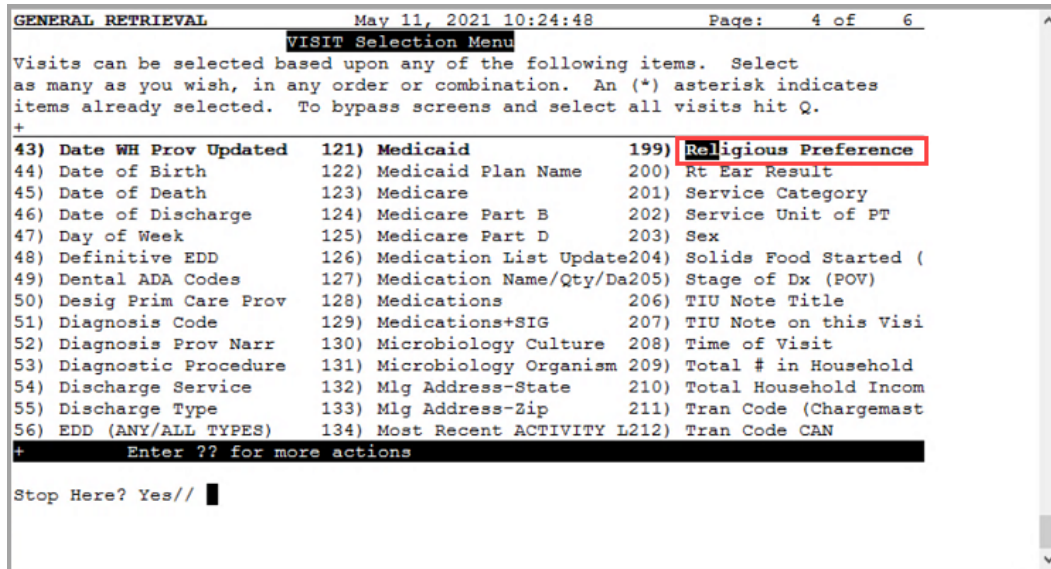 GENERAL RETRIEVAL May 11, 2021 10:24:48 Page: 4 of 6
VISIT Selection Menu
Visits can be selected based upon any of the following items. Select
as many as you wish, in any order or combination. An (*) asterisk indicates
items already selected. To bypass screens and select all visits hit Q.
+
43) Date WH Prov Updated 121) Medicaid 199) Religious Preference
44) Date of Birth 122) Medicaid Plan Name 200) Rt Ear Result
45) Date of Death 123) Medicare 201) Service Category
46) Date of Discharge 124) Medicare Part B 202) Service Unit of PT
47) Day of Week 125) Medicare Part D 203) Sex
48) Definitive EDD 126) Medication List Update204) Solids Food Started (
49) Dental ADA Codes 127) Medication Name/Qty/Da205) Stage of Dx (POV)
50) Desig Prim Care Prov 128) Medications 206) TIU Note Title
51) Diagnosis Code 129) Medications+SIG 207) TIU Note on this Visi
52) Diagnosis Prov Narr 130) Microbiology Culture 208) Time of Visit
53) Diagnostic Procedure 131) Microbiology Organism 209) Total # in Household
54) Discharge Service 132) Mlg Address-State 210) Total Household Incom
55) Discharge Type 133) Mlg Address-Zip 211) Tran Code (Chargemast
56) EDD (ANY/ALL TYPES) 134) Most Recent ACTIVITY L212) Tran Code CAN
+ Enter ?? for more actions
Stop Here? Yes//